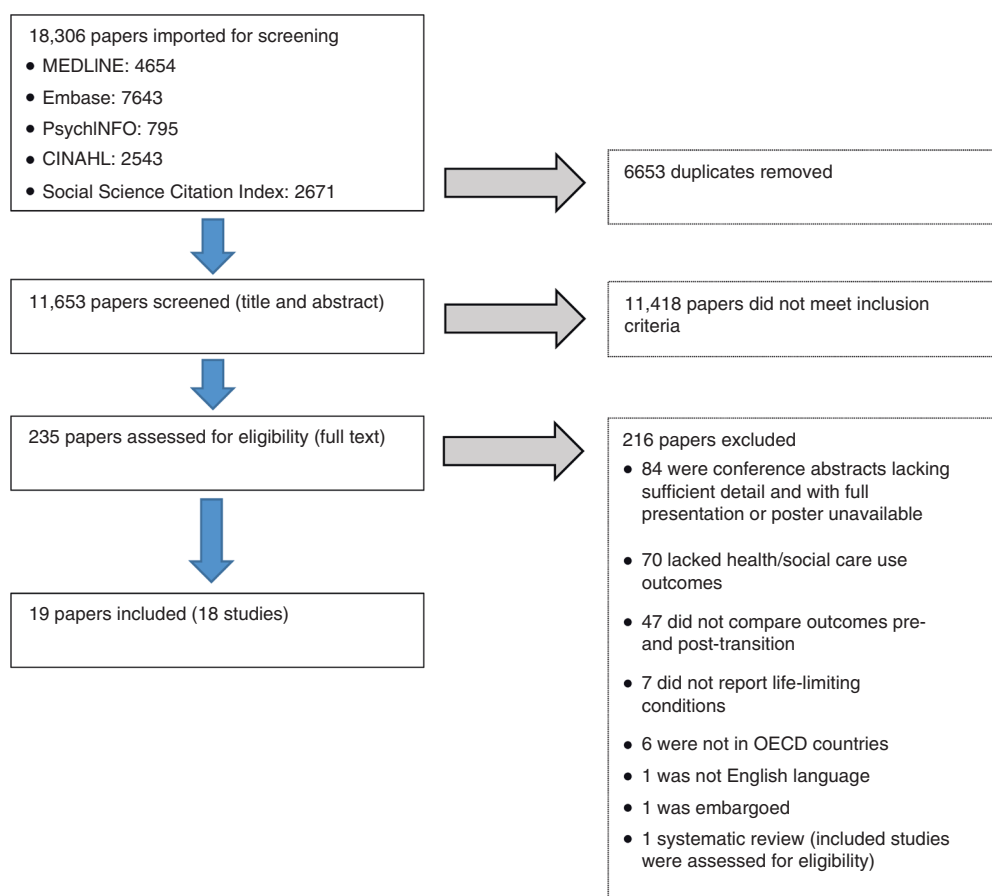 18,306 papers imported for screening
• MEDLINE: 4654
• Embase: 7643
• PsychINFO: 795
• CINAHL: 2543
• Social Science Citation Index: 2671
6653 duplicates removed
11,653 papers screened (title and abstract)
11,418 papers did not meet inclusion
criteria
235 papers assessed for eligibility (full text)
216 papers excluded
• 84 were conference abstracts lacking
sufficient detail and with full
presentation or poster unavailable
• 70 lacked health/social care use
outcomes
• 47 did not compare outcomes pre-
and post-transition
• 7 did not report life-limiting
conditions
• 6 were not in OECD countries
• 1 was not English language
• 1 was embargoed
• 1 systematic review (included studies
were assessed for eligibility)
19 papers included (18 studies)